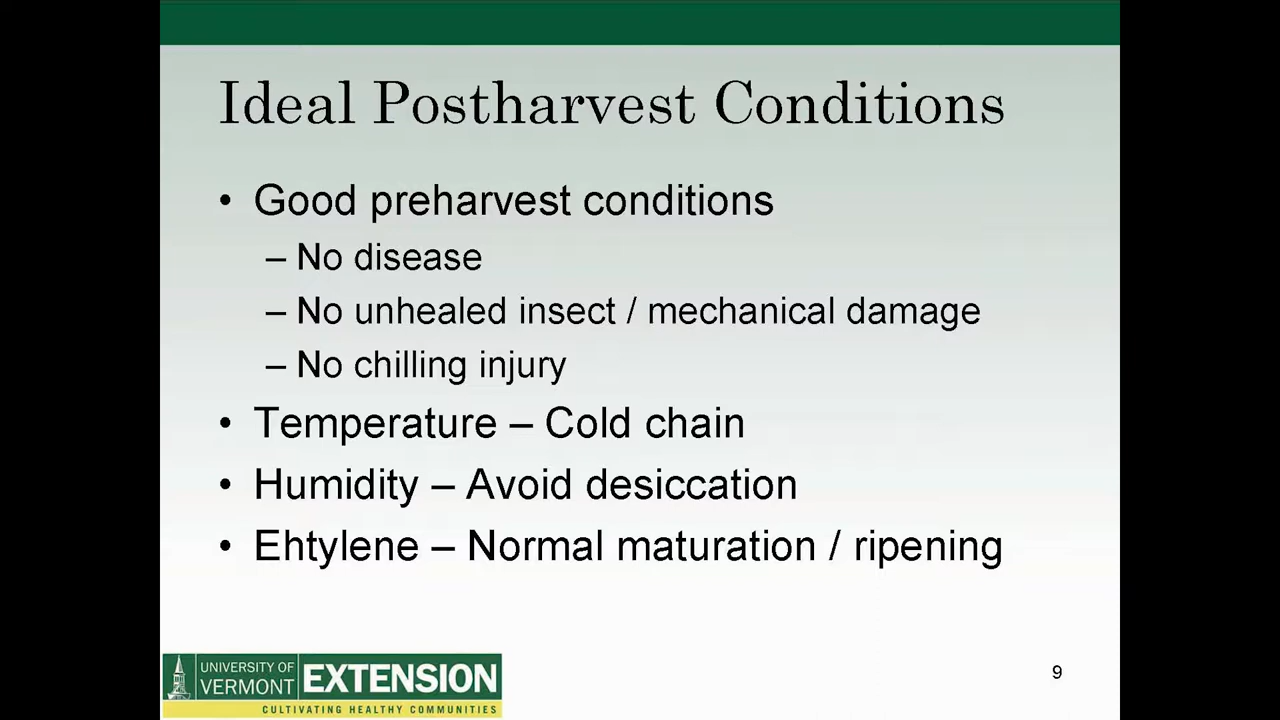 Ideal Postharvest Conditions
• Good preharvest conditions
– No disease
– No unhealed insect / mechanical damage
– No chilling injury
• Temperature – Cold chain
• Humidity – Avoid desiccation
• Ehtylene – Normal maturation / ripening
UNIVERSITY OF
VERMONT
EXTENSION
CULTIVATING HEALTHY COMMUNITIES
9